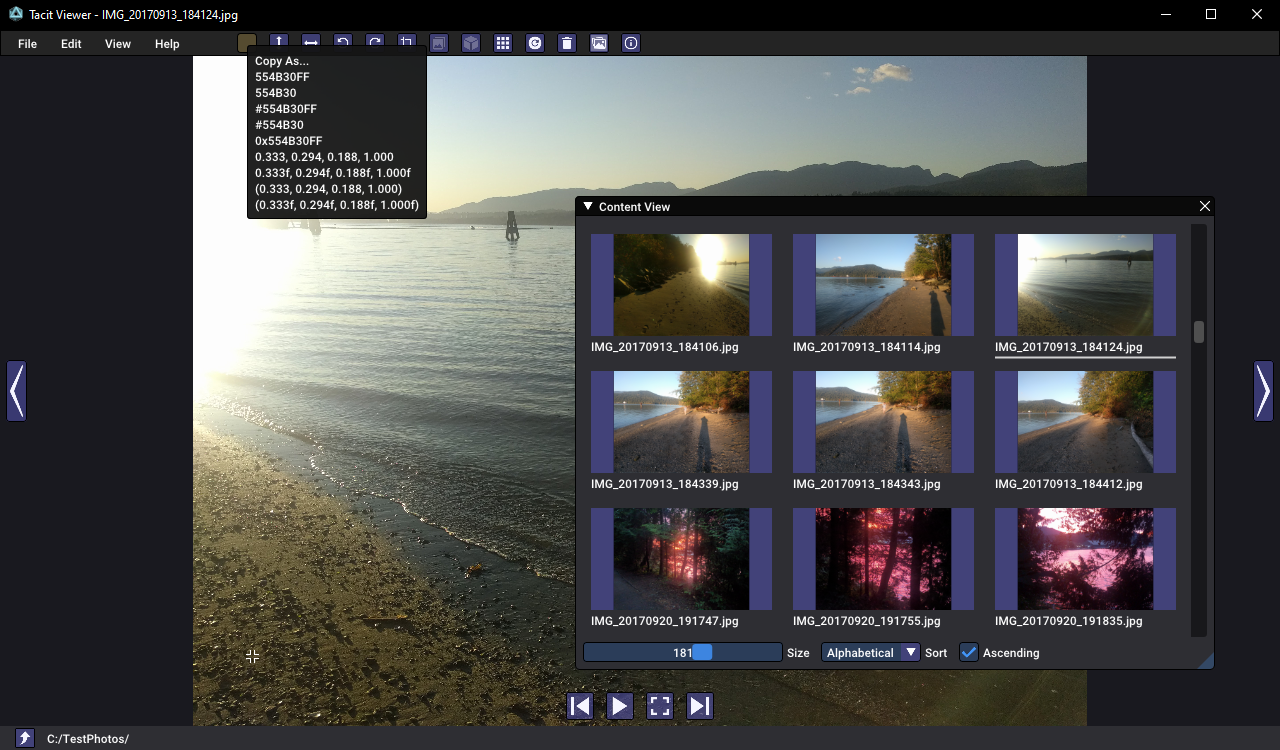 Tacit Viewer - IMG_20170913_184124.jpg
File Edit View Help
Copy As...
554B30FF
554B30
#554B30FF
#554B30
0x554B30FF
0.333, 0.294, 0.188, 1.000
0.333f, 0.294f, 0.188f, 1.000f
(0.333, 0.294, 0.188, 1.000)
(0.333f, 0.294f, 0.188f, 1.000f)
Content View
IMG_20170913_184106.jpg IMG_20170913_184114.jpg IMG_20170913_184124.jpg
IMG_20170913_184339.jpg IMG_20170913_184343.jpg IMG_20170913_184412.jpg
IMG_20170920_191747.jpg IMG_20170920_191755.jpg IMG_20170920_191835.jpg
181 Size Alphabetical Sort Ascending
C:/TestPhotos/